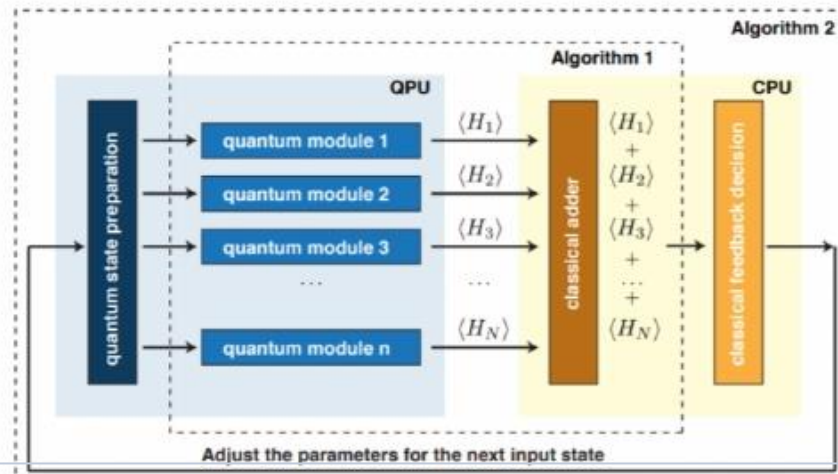 Algorithm 2
Algorithm 1
QPU
CPU
quantum state preparation
quantum module 1
quantum module 2
quantum module 3
...
quantum module n
⟨H₁⟩
⟨H₂⟩
⟨H₃⟩
...
⟨H_N⟩
classical adder
⟨H₁⟩
+
⟨H₂⟩
+
⟨H₃⟩
+
...
+
⟨H_N⟩
classical feedback decision
Adjust the parameters for the next input state